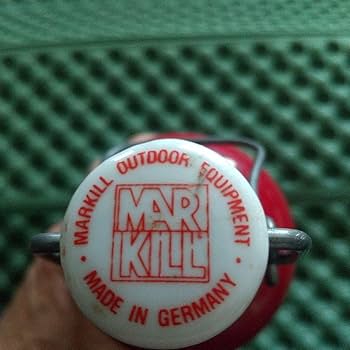 • MARKILL OUTDOOR EQUIPMENT •
MAR
KILL
MADE IN GERMANY